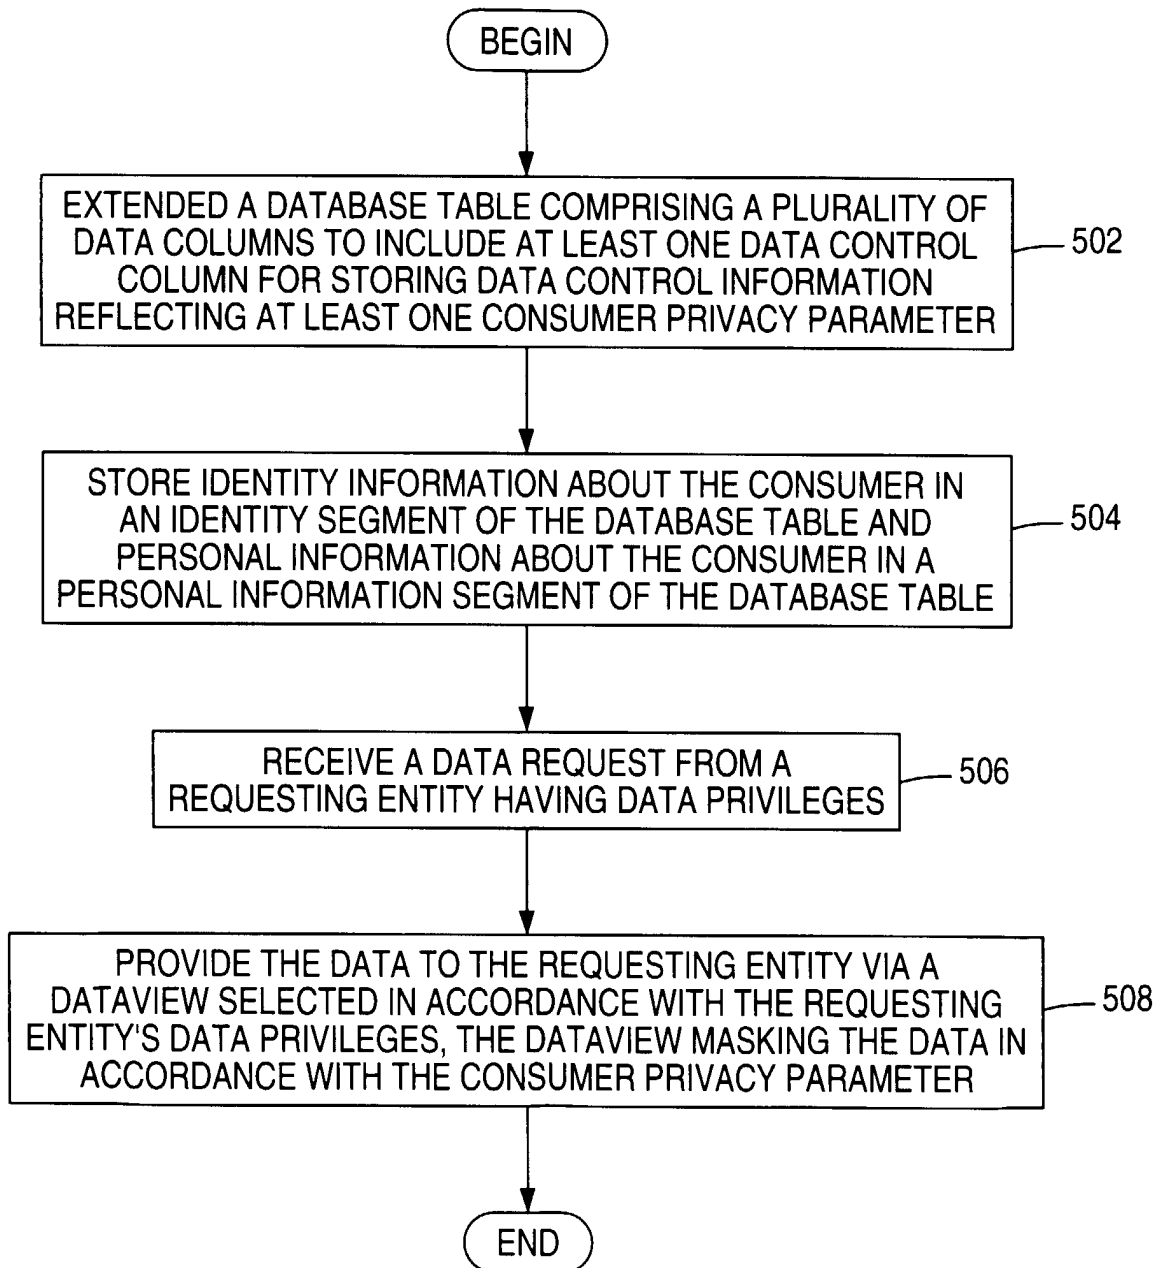 BEGIN
EXTENDED A DATABASE TABLE COMPRISING A PLURALITY OF
DATA COLUMNS TO INCLUDE AT LEAST ONE DATA CONTROL
COLUMN FOR STORING DATA CONTROL INFORMATION
REFLECTING AT LEAST ONE CONSUMER PRIVACY PARAMETER
502
STORE IDENTITY INFORMATION ABOUT THE CONSUMER IN
AN IDENTITY SEGMENT OF THE DATABASE TABLE AND
PERSONAL INFORMATION ABOUT THE CONSUMER IN A
PERSONAL INFORMATION SEGMENT OF THE DATABASE TABLE
504
RECEIVE A DATA REQUEST FROM A
REQUESTING ENTITY HAVING DATA PRIVILEGES
506
PROVIDE THE DATA TO THE REQUESTING ENTITY VIA A
DATAVIEW SELECTED IN ACCORDANCE WITH THE REQUESTING
ENTITY'S DATA PRIVILEGES, THE DATAVIEW MASKING THE DATA IN
ACCORDANCE WITH THE CONSUMER PRIVACY PARAMETER
508
END